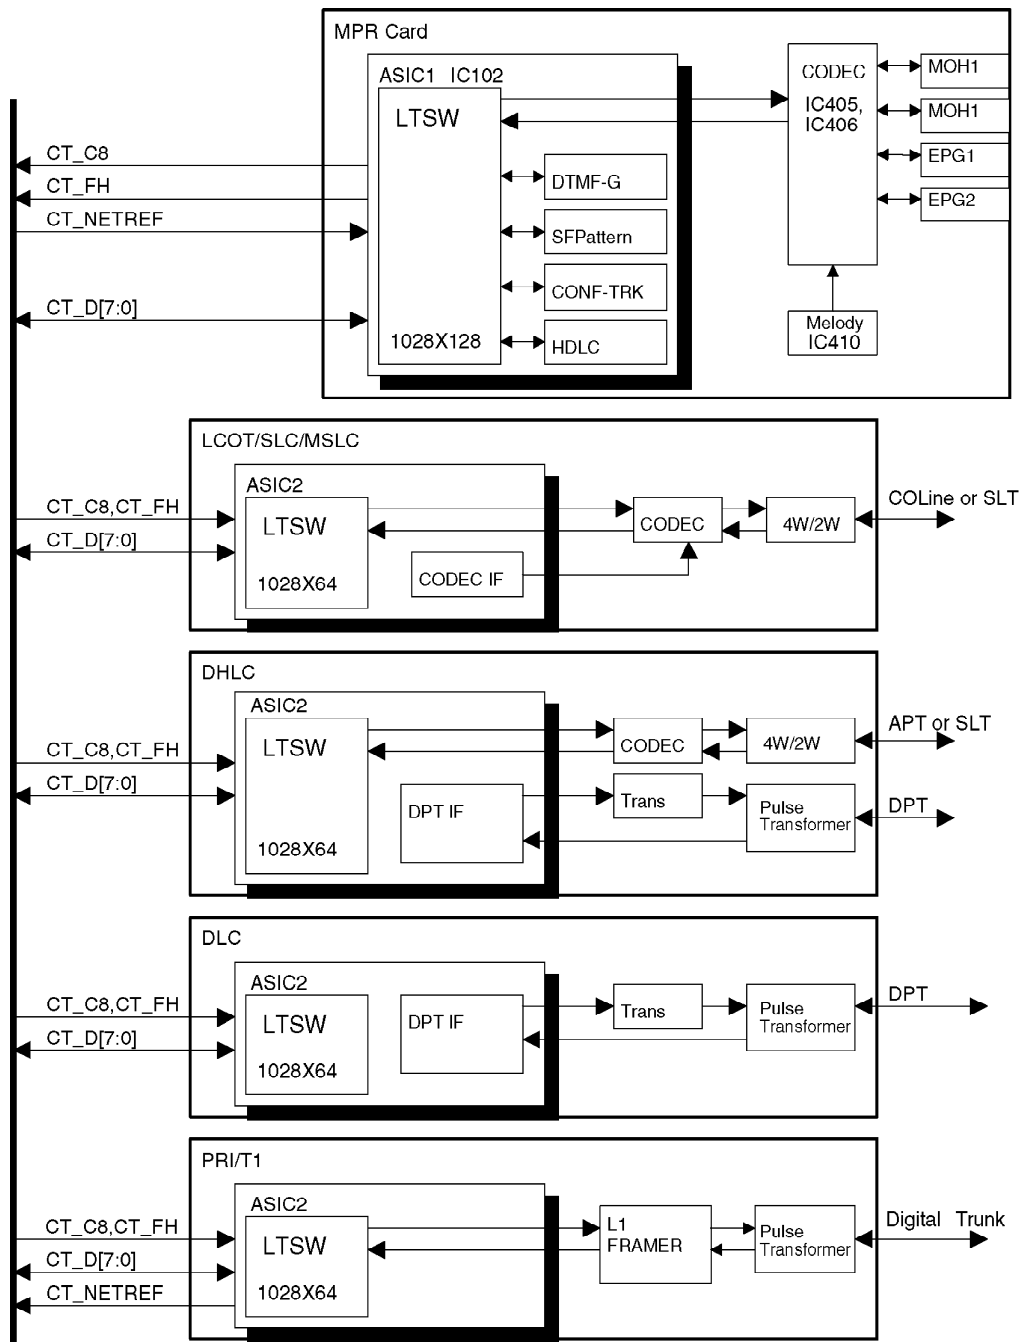 MPR Card
ASIC1 IC102
LTSW
1028X128
DTMF-G
SFPattern
CONF-TRK
HDLC
CODEC
IC405,
IC406
MOH1
MOH1
EPG1
EPG2
Melody
IC410
CT_C8
CT_FH
CT_NETREF
CT_D[7:0]
LCOT/SLC/MSLC
ASIC2
LTSW
1028X64
CODEC IF
CODEC
4W/2W
COLine or SLT
CT_C8,CT_FH
CT_D[7:0]
DHLC
ASIC2
LTSW
1028X64
DPT IF
CODEC
4W/2W
Trans
Pulse
Transformer
APT or SLT
DPT
CT_C8,CT_FH
CT_D[7:0]
DLC
ASIC2
LTSW
1028X64
DPT IF
Trans
Pulse
Transformer
DPT
CT_C8,CT_FH
CT_D[7:0]
PRI/T1
ASIC2
LTSW
1028X64
L1
FRAMER
Pulse
Transformer
Digital Trunk
CT_C8,CT_FH
CT_D[7:0]
CT_NETREF